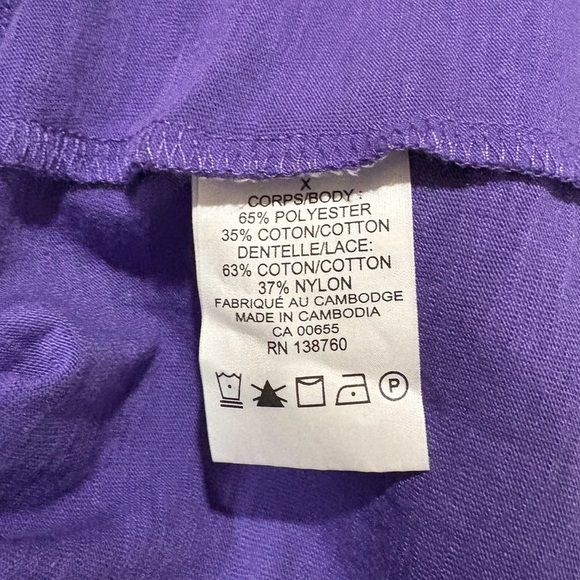 X
CORPS/BODY:
65% POLYESTER
35% COTON/COTTON
DENTELLE/LACE:
63% COTON/COTTON
37% NYLON
FABRIQUÉ AU CAMBODGE
MADE IN CAMBODIA
CA 00655
RN 138760
P